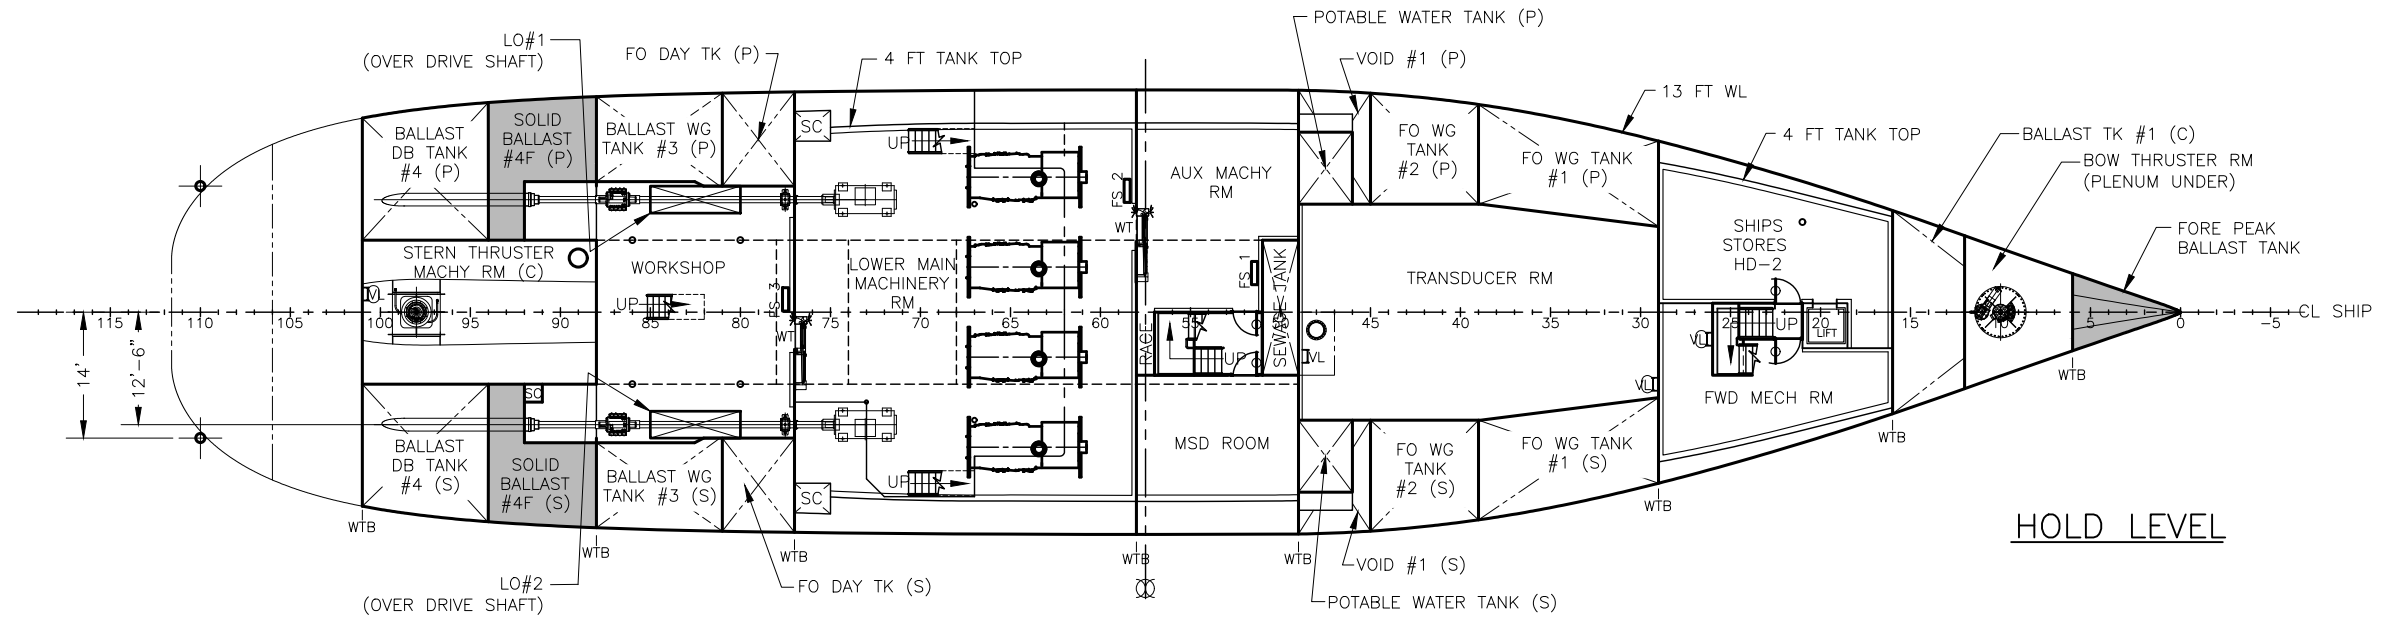 POTABLE WATER TANK (P)
LO#1
(OVER DRIVE SHAFT)
FO DAY TK (P)
4 FT TANK TOP
VOID #1 (P)
13 FT WL
4 FT TANK TOP
BALLAST TK #1 (C)
BOW THRUSTER RM
(PLENUM UNDER)
FORE PEAK
BALLAST TANK
BALLAST
DB TANK
#4 (P)
SOLID
BALLAST
#4F (P)
BALLAST WG
TANK #3 (P)
SC
UP
FS 2
AUX MACHY
RM
WT
FO WG
TANK
#2 (P)
FO WG TANK
#1 (P)
SHIPS
STORES
HD-2
STERN THRUSTER
MACHY RM (C)
WORKSHOP
LOWER MAIN
MACHINERY
RM
FS 1
SEWG TANK
TRANSDUCER RM
VL
UP
FS 3
WT
TRACE
UP
VL
VL
UP
LIFT
VL
115
110
105
100
95
90
85
80
75
70
65
60
55
45
40
35
30
25
20
15
10
5
0
-5
CL SHIP
14'
12'-6"
FWD MECH RM
SC
BALLAST
DB TANK
#4 (S)
SOLID
BALLAST
#4F (S)
BALLAST WG
TANK #3 (S)
SC
UP
MSD ROOM
FO WG
TANK
#2 (S)
FO WG TANK
#1 (S)
WTB
WTB
WTB
WTB
WTB
WTB
WTB
WTB
HOLD LEVEL
LO#2
(OVER DRIVE SHAFT)
FO DAY TK (S)
VOID #1 (S)
POTABLE WATER TANK (S)